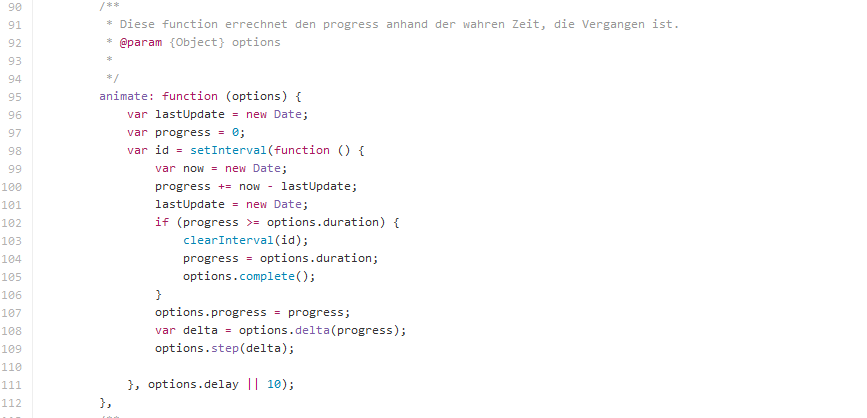 90 /**
91 * Diese function errechnet den progress anhand der wahren Zeit, die Vergangen ist.
92 * @param {Object} options
93 *
94 */
95 animate: function (options) {
96 var lastUpdate = new Date;
97 var progress = 0;
98 var id = setInterval(function () {
99 var now = new Date;
100 progress += now - lastUpdate;
101 lastUpdate = new Date;
102 if (progress >= options.duration) {
103 clearInterval(id);
104 progress = options.duration;
105 options.complete();
106 }
107 options.progress = progress;
108 var delta = options.delta(progress);
109 options.step(delta);
110
111 }, options.delay || 10);
112 },